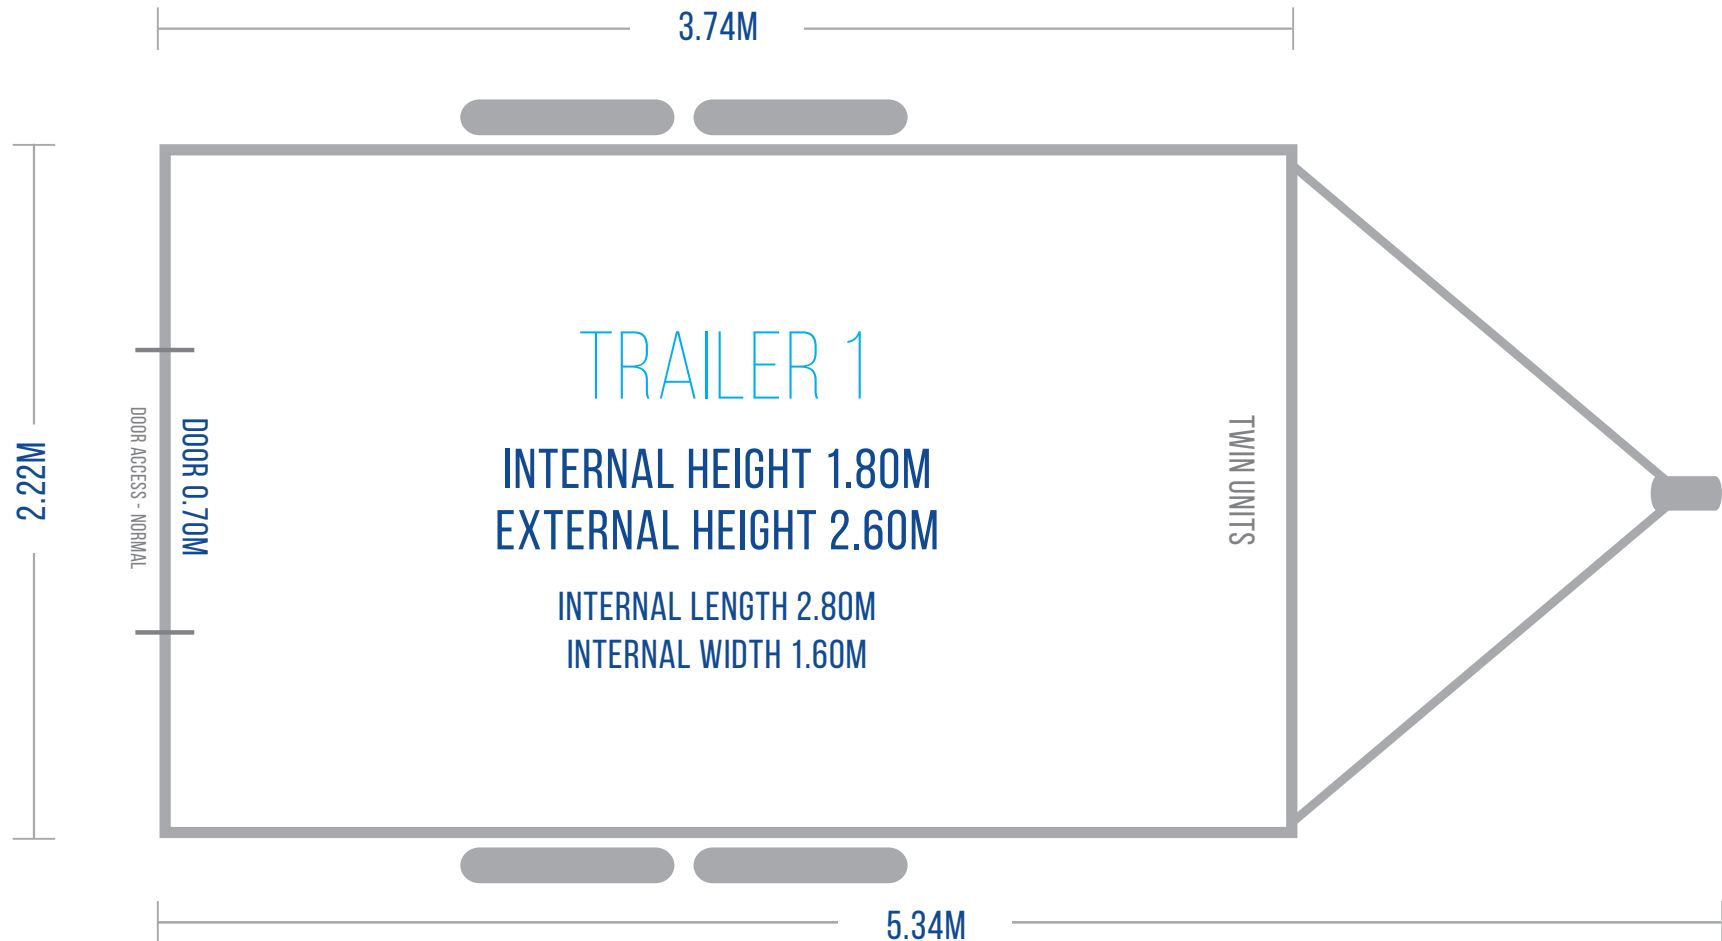 3.74M
TRAILER 1
INTERNAL HEIGHT 1.80M
EXTERNAL HEIGHT 2.60M
INTERNAL LENGTH 2.80M
INTERNAL WIDTH 1.60M
2.22M
DOOR ACCESS - NORMAL
DOOR 0.70M
TWIN UNITS
5.34M